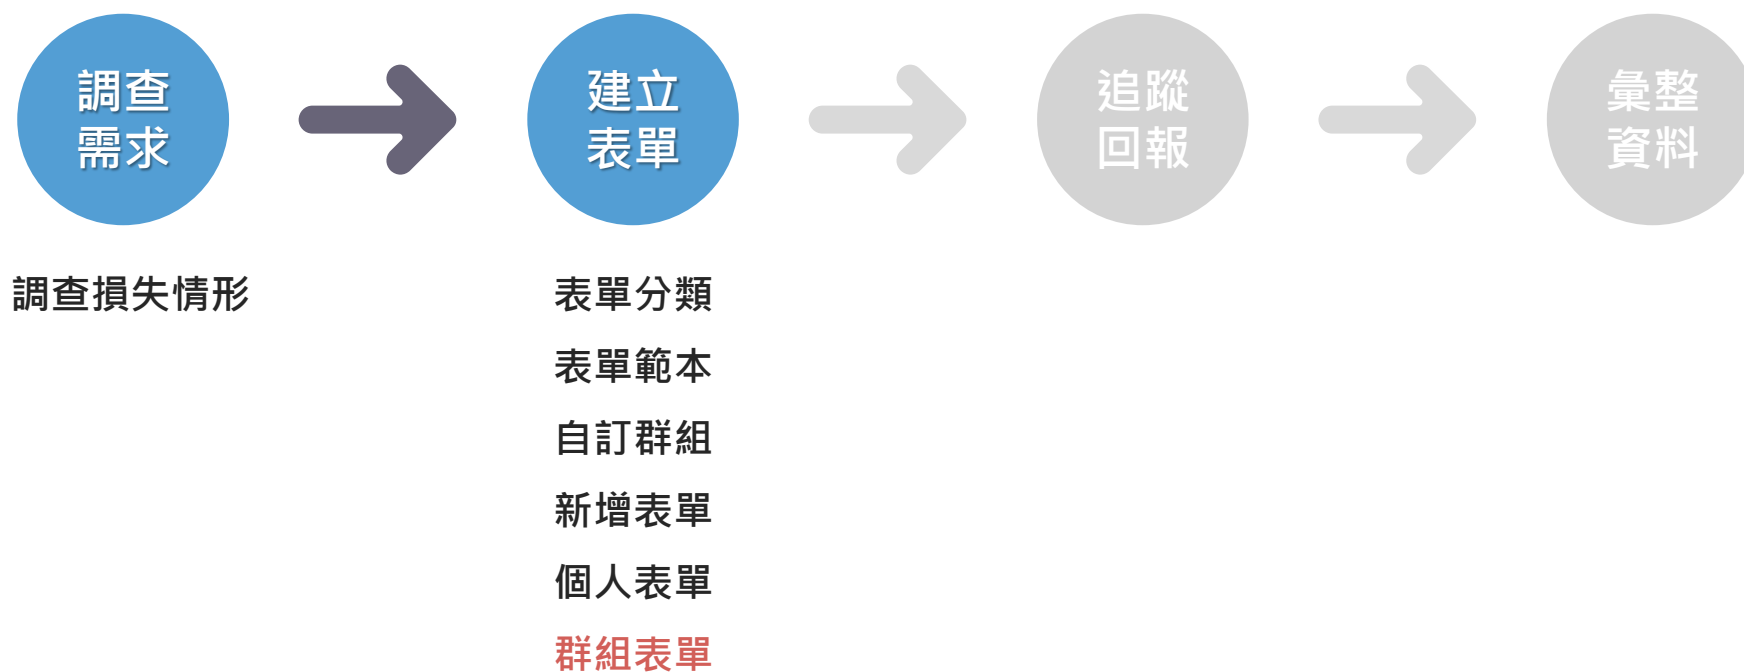 調查
需求
建立
表單
追蹤
回報
彙整
資料
調查損失情形
表單分類
表單範本
自訂群組
新增表單
個人表單
群組表單